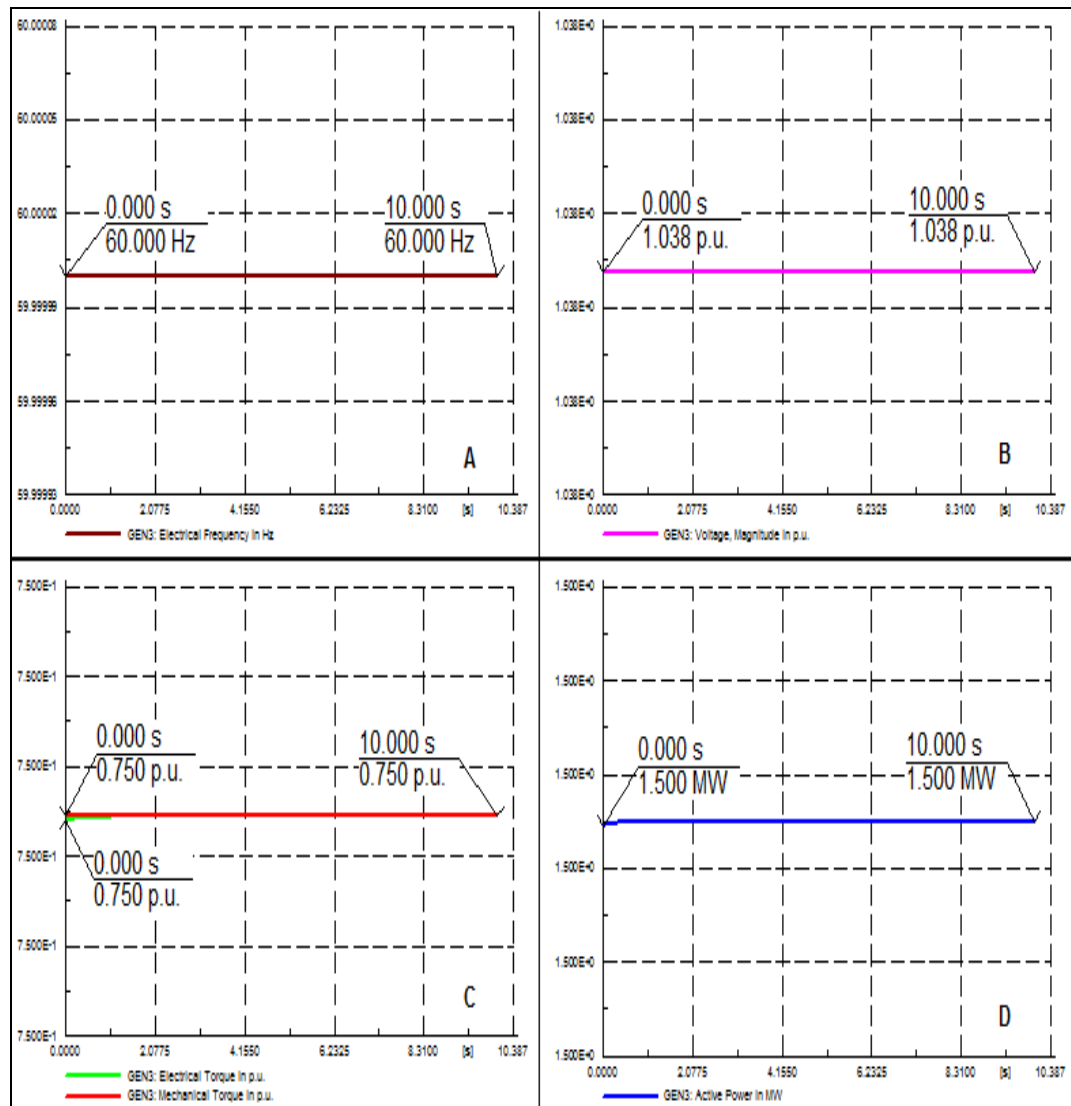 60.00008
60.00005
60.00002
59.99999
59.99996
59.99993
0.000 s
60.000 Hz
10.000 s
60.000 Hz
A
0.0000 2.0775 4.1550 6.2325 8.3100 [s] 10.387
GEN3: Electrical Frequency in Hz
1.038E+0
1.038E+0
1.038E+0
1.038E+0
1.038E+0
1.038E+0
0.000 s
1.038 p.u.
10.000 s
1.038 p.u.
B
0.0000 2.0775 4.1550 6.2325 8.3100 [s] 10.387
GEN3: Voltage, Magnitude in p.u.
7.500E-1
7.500E-1
7.500E-1
7.500E-1
7.500E-1
7.500E-1
0.000 s
0.750 p.u.
10.000 s
0.750 p.u.
0.000 s
0.750 p.u.
C
0.0000 2.0775 4.1550 6.2325 8.3100 [s] 10.387
GEN3: Electrical Torque in p.u.
GEN3: Mechanical Torque in p.u.
1.500E+0
1.500E+0
1.500E+0
1.500E+0
1.500E+0
1.500E+0
0.000 s
1.500 MW
10.000 s
1.500 MW
D
0.0000 2.0775 4.1550 6.2325 8.3100 [s] 10.387
GEN3: Active Power in MW